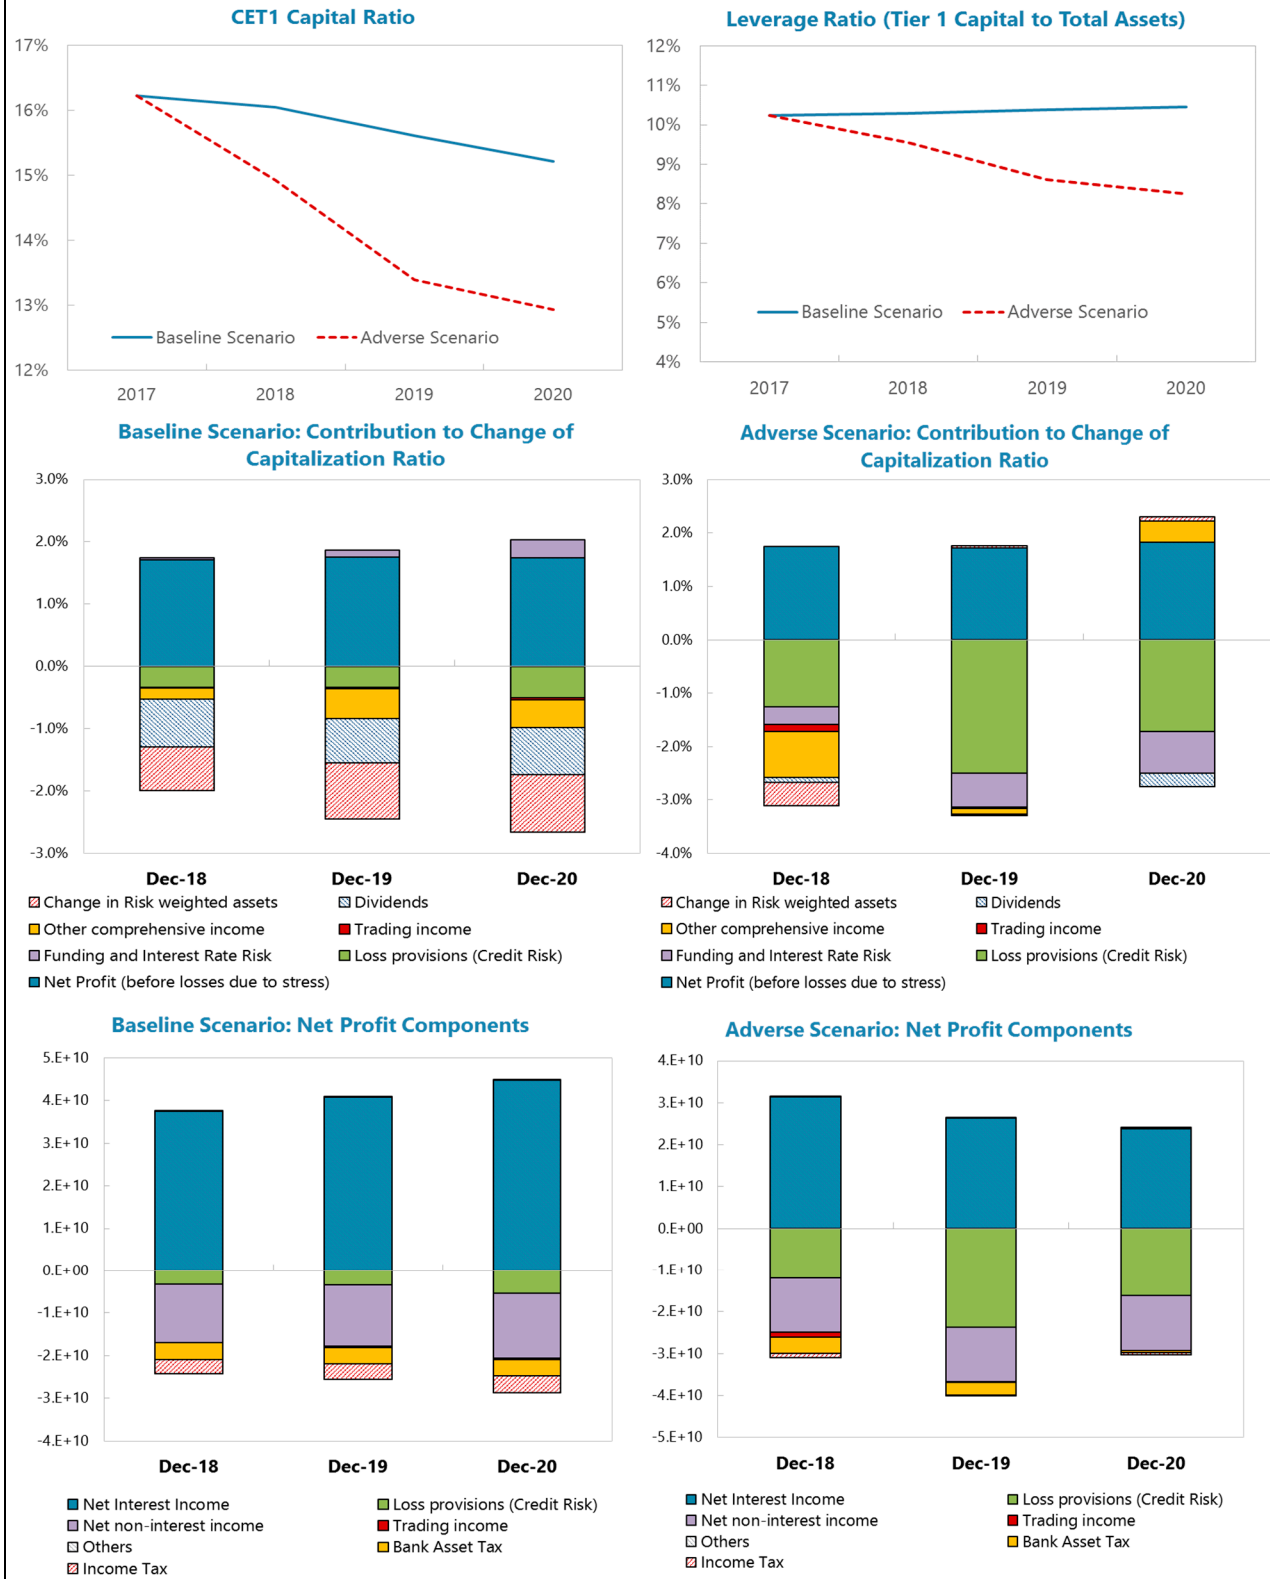 CET1 Capital Ratio
17%
16%
15%
14%
13%
12%
Baseline Scenario
Adverse Scenario
2017
2018
2019
2020
Leverage Ratio (Tier 1 Capital to Total Assets)
12%
11%
10%
9%
8%
7%
6%
5%
4%
Baseline Scenario
Adverse Scenario
2017
2018
2019
2020
Baseline Scenario: Contribution to Change of
Capitalization Ratio
3.0%
2.0%
1.0%
0.0%
-1.0%
-2.0%
-3.0%
Dec-18
Dec-19
Dec-20
Change in Risk weighted assets
Dividends
Other comprehensive income
Trading income
Funding and Interest Rate Risk
Loss provisions (Credit Risk)
Net Profit (before losses due to stress)
Adverse Scenario: Contribution to Change of
Capitalization Ratio
3.0%
2.0%
1.0%
0.0%
-1.0%
-2.0%
-3.0%
-4.0%
Dec-18
Dec-19
Dec-20
Change in Risk weighted assets
Dividends
Other comprehensive income
Trading income
Funding and Interest Rate Risk
Loss provisions (Credit Risk)
Net Profit (before losses due to stress)
Baseline Scenario: Net Profit Components
5.E+10
4.E+10
3.E+10
2.E+10
1.E+10
0.E+00
-1.E+10
-2.E+10
-3.E+10
-4.E+10
Dec-18
Dec-19
Dec-20
Net Interest Income
Loss provisions (Credit Risk)
Net non-interest income
Trading income
Others
Bank Asset Tax
Income Tax
Adverse Scenario: Net Profit Components
4.E+10
3.E+10
2.E+10
1.E+10
0.E+00
-1.E+10
-2.E+10
-3.E+10
-4.E+10
-5.E+10
Dec-18
Dec-19
Dec-20
Net Interest Income
Loss provisions (Credit Risk)
Net non-interest income
Trading income
Others
Bank Asset Tax
Income Tax